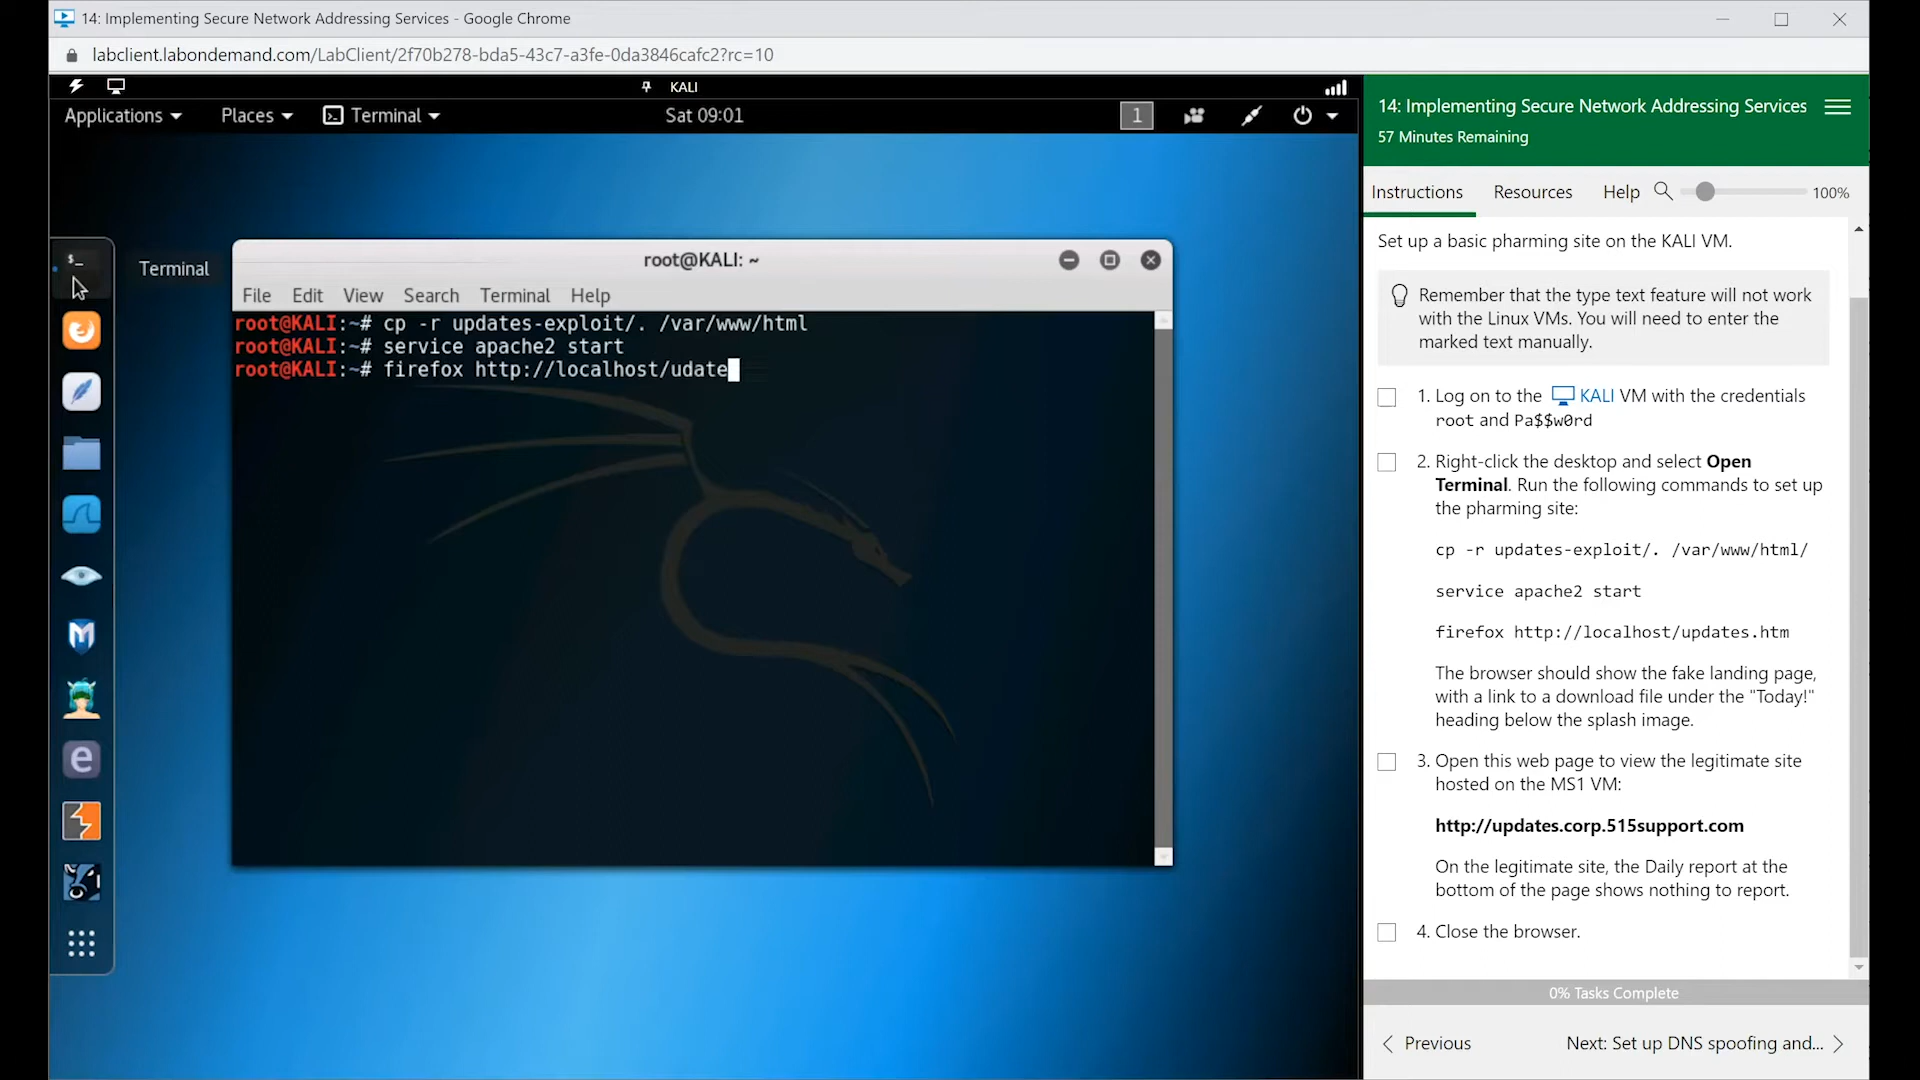 14: Implementing Secure Network Addressing Services - Google Chrome
labclient.labondemand.com/LabClient/2f70b278-bda5-43c7-a3fe-0da3846cafc2?rc=10
KALI
Applications Places Terminal Sat 09:01 1
Terminal
root@KALI: ~
File Edit View Search Terminal Help
root@KALI:~# cp -r updates-exploit/. /var/www/html
root@KALI:~# service apache2 start
root@KALI:~# firefox http://localhost/udate
14: Implementing Secure Network Addressing Services
57 Minutes Remaining
Instructions Resources Help 100%
Set up a basic pharming site on the KALI VM.
Remember that the type text feature will not work
with the Linux VMs. You will need to enter the
marked text manually.
1. Log on to the KALI VM with the credentials
root and Pa$$w0rd
2. Right-click the desktop and select Open
Terminal. Run the following commands to set up
the pharming site:
cp -r updates-exploit/. /var/www/html/
service apache2 start
firefox http://localhost/updates.htm
The browser should show the fake landing page,
with a link to a download file under the "Today!"
heading below the splash image.
3. Open this web page to view the legitimate site
hosted on the MS1 VM:
http://updates.corp.515support.com
On the legitimate site, the Daily report at the
bottom of the page shows nothing to report.
4. Close the browser.
0% Tasks Complete
Previous Next: Set up DNS spoofing and...